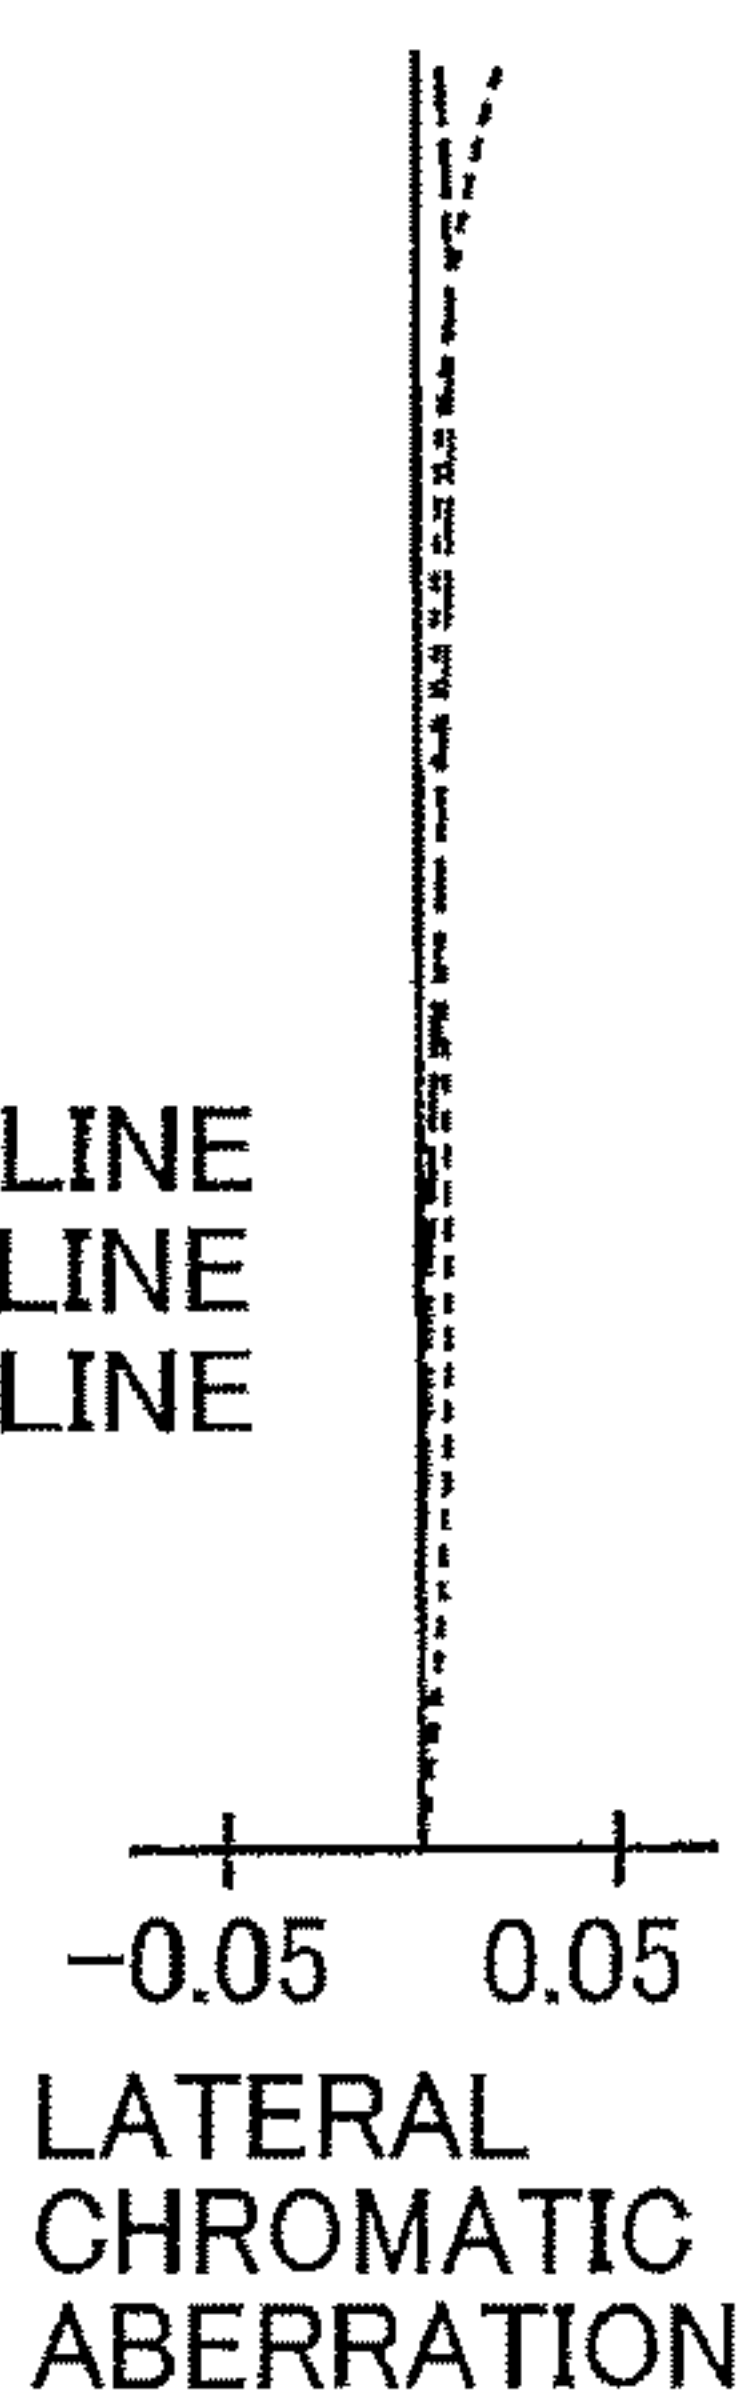 LINE
LINE
LINE
-0.05 0.05
LATERAL
CHROMATIC
ABERRATION